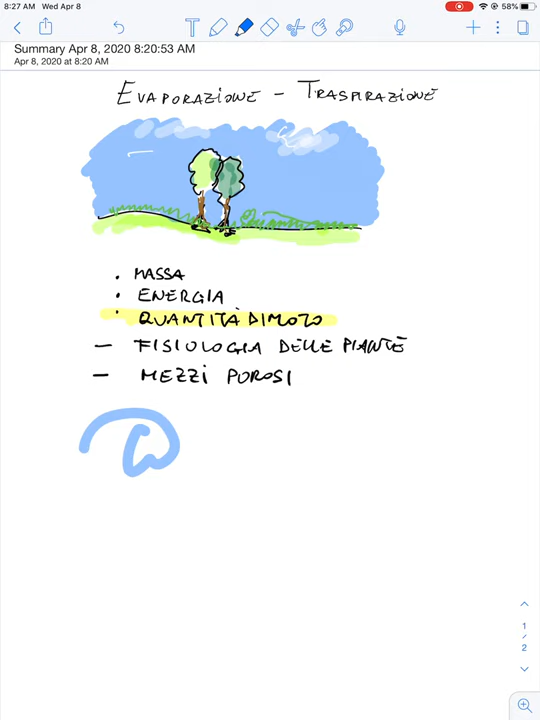 8:27 AM Wed Apr 8
58%
T
Summary Apr 8, 2020 8:20:53 AM
Apr 8, 2020 at 8:20 AM
EVAPORAZIONE - TRASPIRAZIONE
. MASSA
. ENERGIA
. QUANTITÀ DI MOTO
- FISIOLOGIA DELLE PIANTE
- MEZZI POROSI
1
/
2